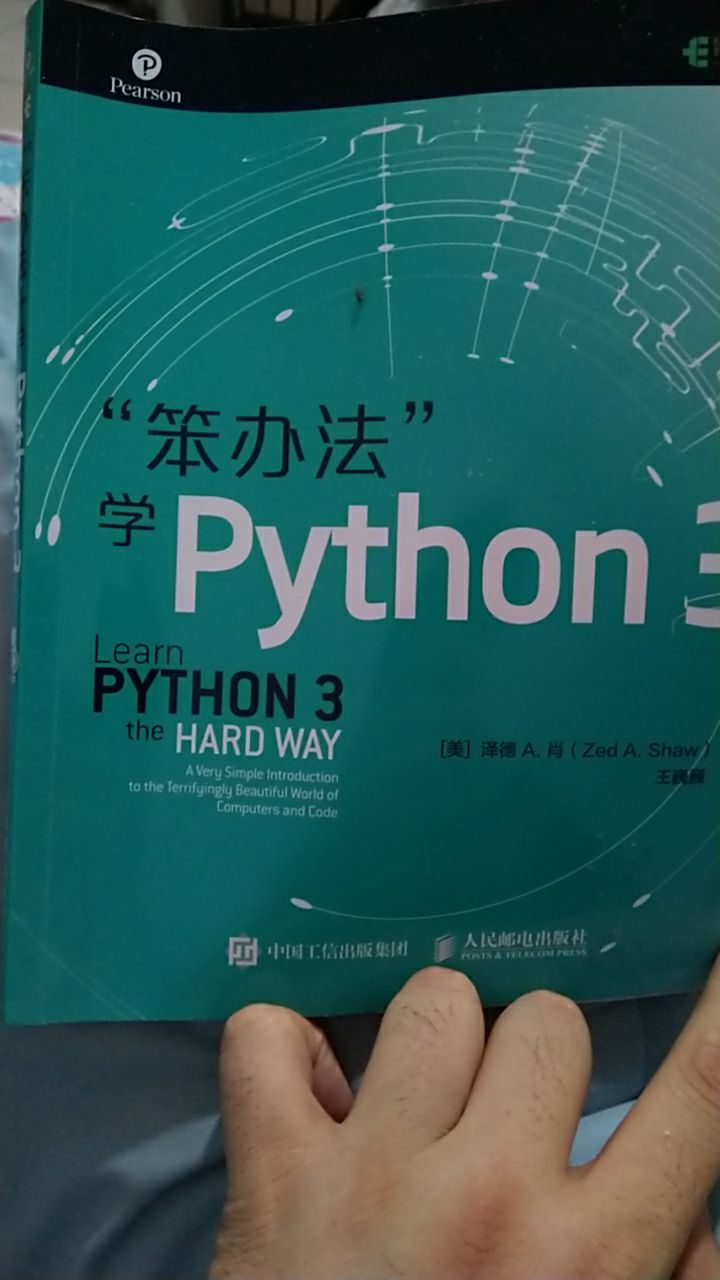 Pearson
“笨办法”
学 Python 3
Learn
PYTHON 3
the HARD WAY
A Very Simple Introduction
to the Terrifyingly Beautiful World of
Computers and Code
[美] 泽德 A. 肖 ( Zed A. Shaw )
王巍巍
中国工信出版集团
人民邮电出版社
POSTS & TELECOM PRESS